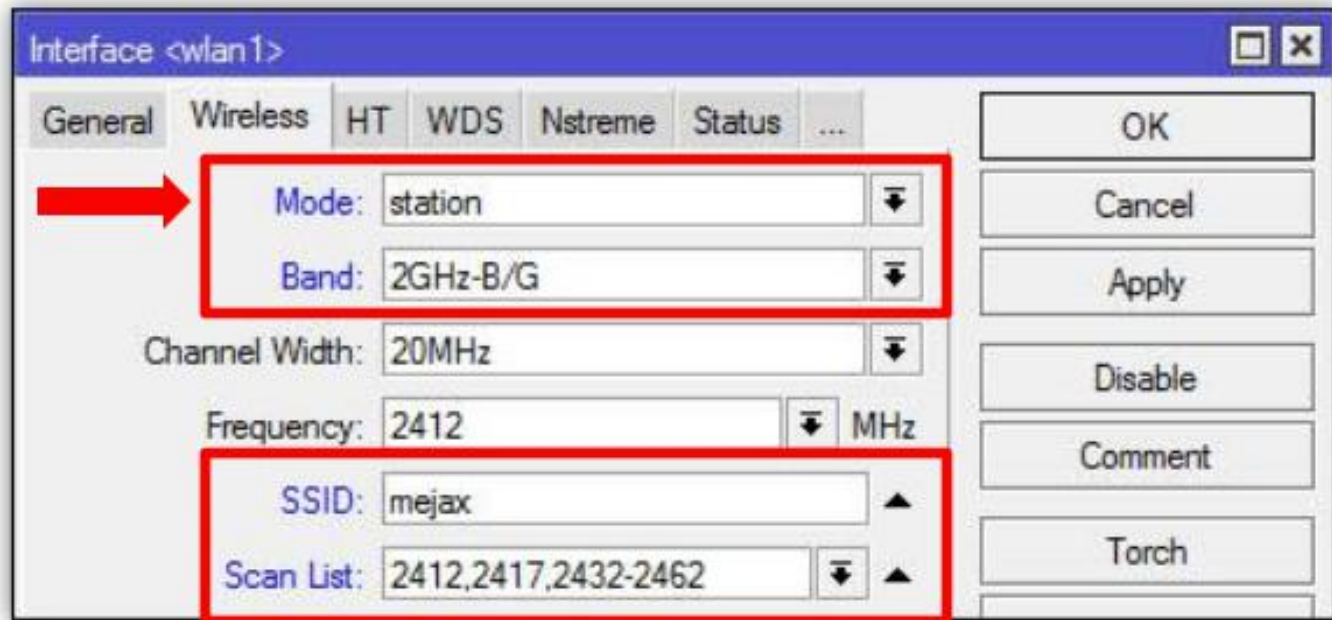 Interface <wlan1>
General Wireless HT WDS Nstreme Status ...
OK
Mode: station
Cancel
Band: 2GHz-B/G
Apply
Channel Width: 20MHz
Disable
Frequency: 2412 MHz
Comment
SSID: mejax
Torch
Scan List: 2412,2417,2432-2462